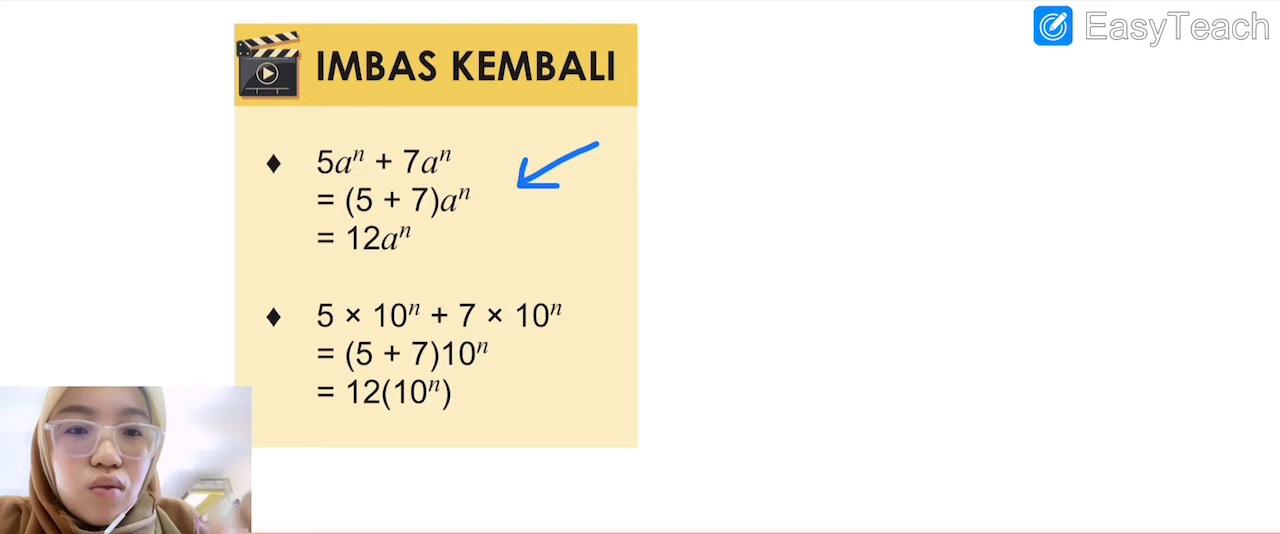 EasyTeach
IMBAS KEMBALI
♦ 5aⁿ + 7aⁿ
= (5 + 7)aⁿ
= 12aⁿ
♦ 5 × 10ⁿ + 7 × 10ⁿ
= (5 + 7)10ⁿ
= 12(10ⁿ)